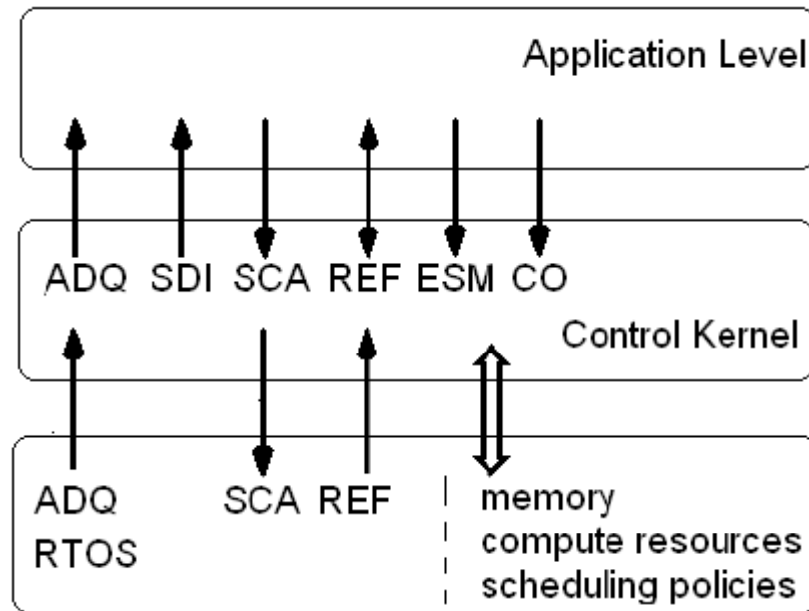 Application Level
ADQ SDI SCA REF ESM CO
Control Kernel
ADQ SCA REF memory
RTOS compute resources
scheduling policies